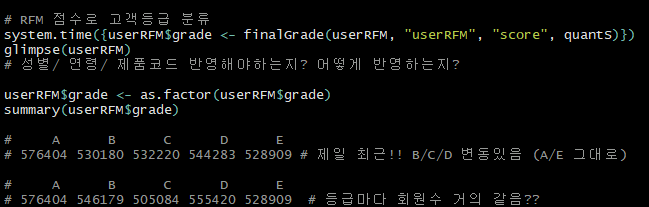 # RFM 점수로 고객등급 분류
system.time({userRFM$grade <- finalGrade(userRFM, "userRFM", "score", quantS)})
glimpse(userRFM)
# 성별/ 연령/ 제품코드 반영해야하는지? 어떻게 반영하는지?
userRFM$grade <- as.factor(userRFM$grade)
summary(userRFM$grade)
# A B C D E
# 576404 530180 532220 544283 528909 # 제일 최근!! B/C/D 변동있음 (A/E 그대로)
# A B C D E
# 576404 546179 505084 555420 528909 # 등급마다 회원수 거의 같음??